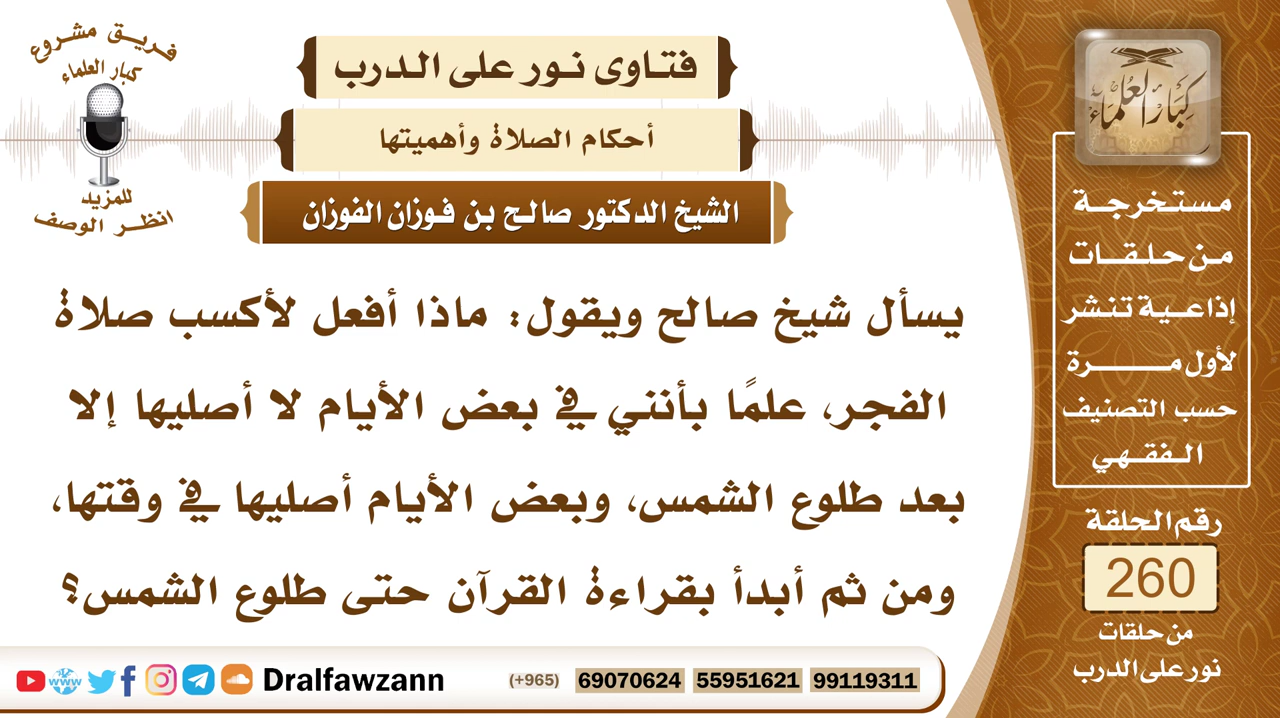 فتاوى نور على الدرب
أحكام الصلاة وأهميتها
الشيخ الدكتور صالح بن فوزان الفوزان
فريق مشروع
كبار العلماء
للمزيد
انظر الوصف
يسأل شيخ صالح ويقول: ماذا أفعل لأكسب صلاة
الفجر، علمًا بأنني في بعض الأيام لا أصليها إلا
بعد طلوع الشمس، وبعض الأيام أصليها في وقتها،
ومن ثم أبدأ بقراءة القرآن حتى طلوع الشمس؟
كِبَارُ العُلَمَاء
مستخرجة
من حلقات
إذاعية تنشر
لأول مرة
حسب التصنيف
الفقهي
رقم الحلقة
260
من حلقات
نور على الدرب
www Dralfawzann (+965) 69070624 55951621 99119311